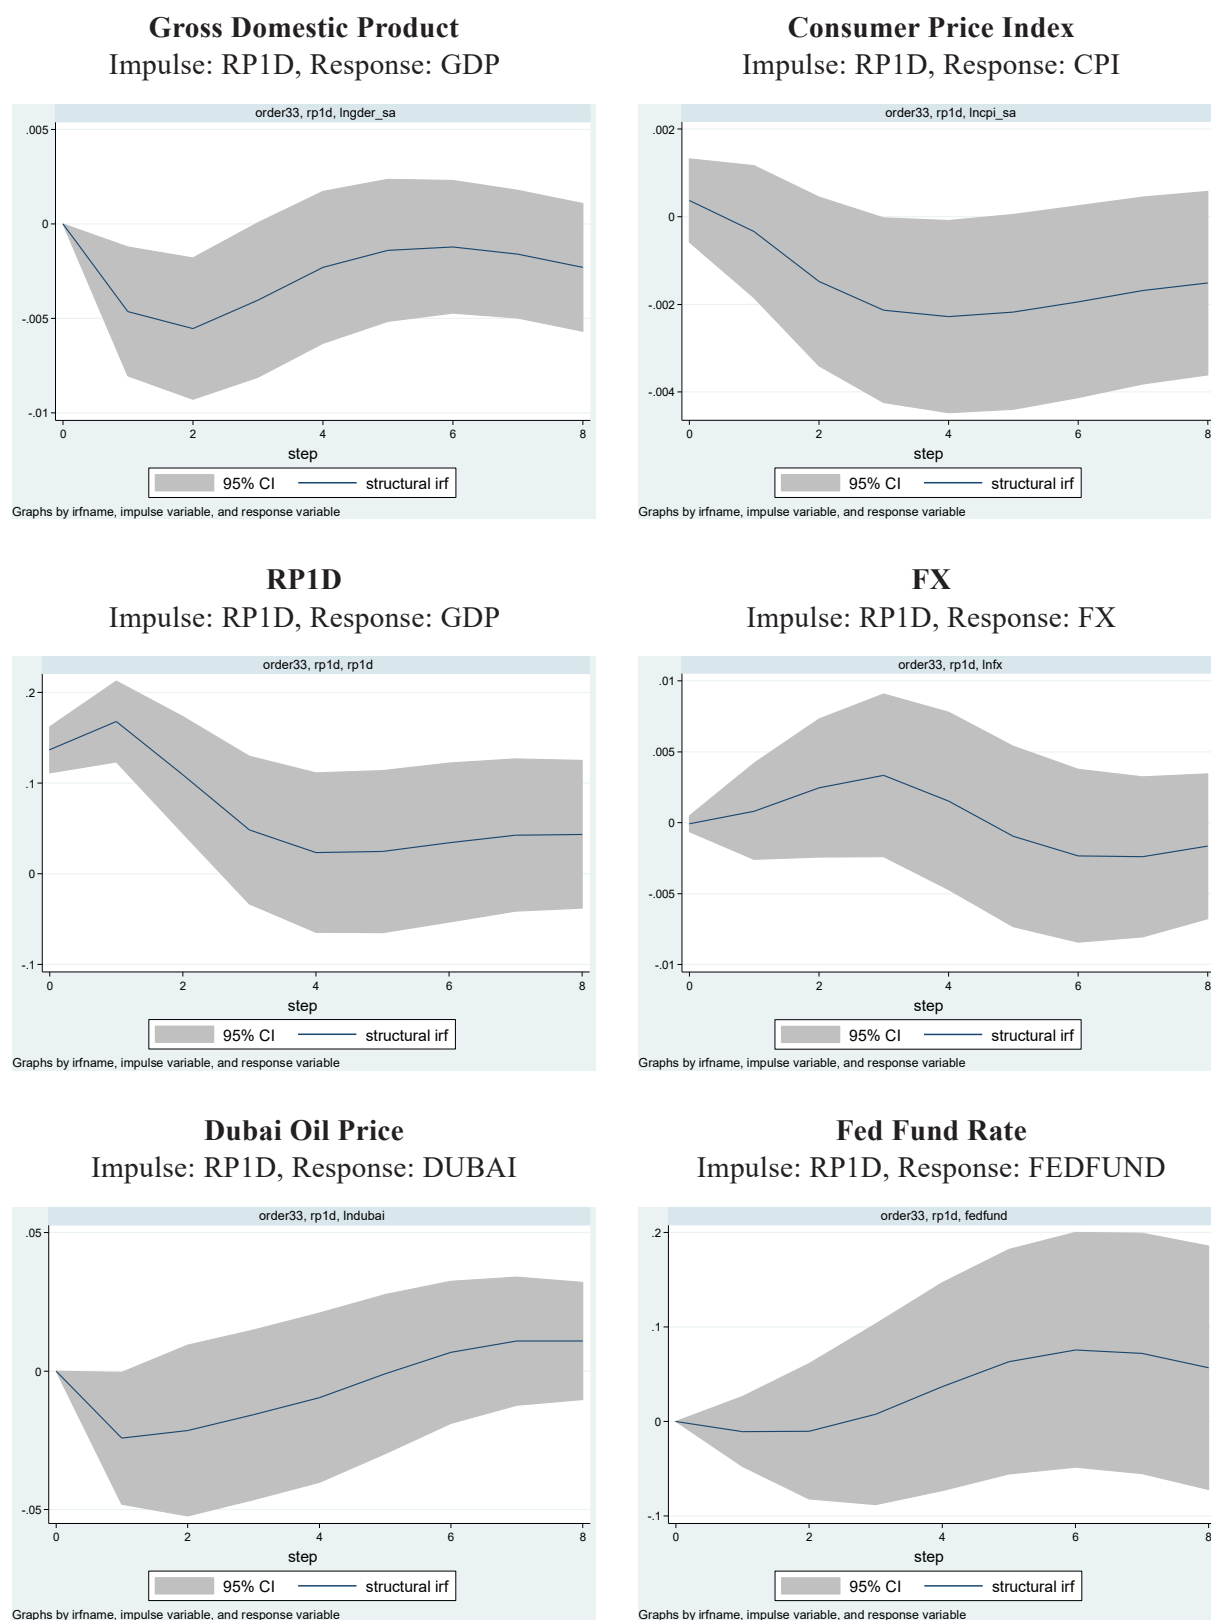 Gross Domestic Product
Impulse: RP1D, Response: GDP
order33, rp1d, lngder_sa
.005
0
-.005
-.01
0 2 4 6 8
step
95% CI structural irf
Graphs by irfname, impulse variable, and response variable
Consumer Price Index
Impulse: RP1D, Response: CPI
order33, rp1d, lncpi_sa
.002
0
-.002
-.004
0 2 4 6 8
step
95% CI structural irf
Graphs by irfname, impulse variable, and response variable
RP1D
Impulse: RP1D, Response: GDP
order33, rp1d, rp1d
.2
.1
0
-.1
0 2 4 6 8
step
95% CI structural irf
Graphs by irfname, impulse variable, and response variable
FX
Impulse: RP1D, Response: FX
order33, rp1d, lnfx
.01
.005
0
-.005
-.01
0 2 4 6 8
step
95% CI structural irf
Graphs by irfname, impulse variable, and response variable
Dubai Oil Price
Impulse: RP1D, Response: DUBAI
order33, rp1d, lndubai
.05
0
-.05
0 2 4 6 8
step
95% CI structural irf
Graphs by irfname, impulse variable, and response variable
Fed Fund Rate
Impulse: RP1D, Response: FEDFUND
order33, rp1d, fedfund
.2
.1
0
-.1
0 2 4 6 8
step
95% CI structural irf
Graphs by irfname, impulse variable, and response variable